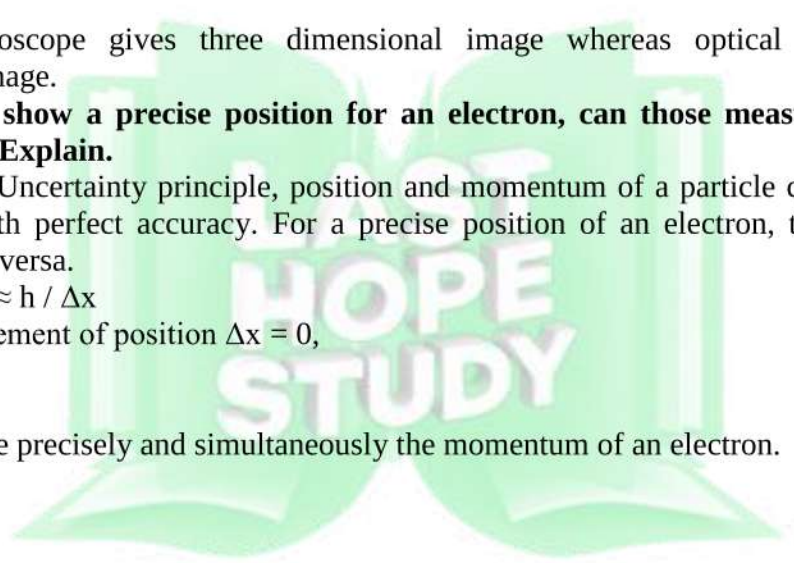 oscope gives three dimensional image whereas optical
nage.
show a precise position for an electron, can those meas
Explain.
Uncertainty principle, position and momentum of a particle c
th perfect accuracy. For a precise position of an electron, t
versa.
≈ h / Δx
ement of position Δx = 0,
e precisely and simultaneously the momentum of an electron.
LAST
HOPE
STUDY